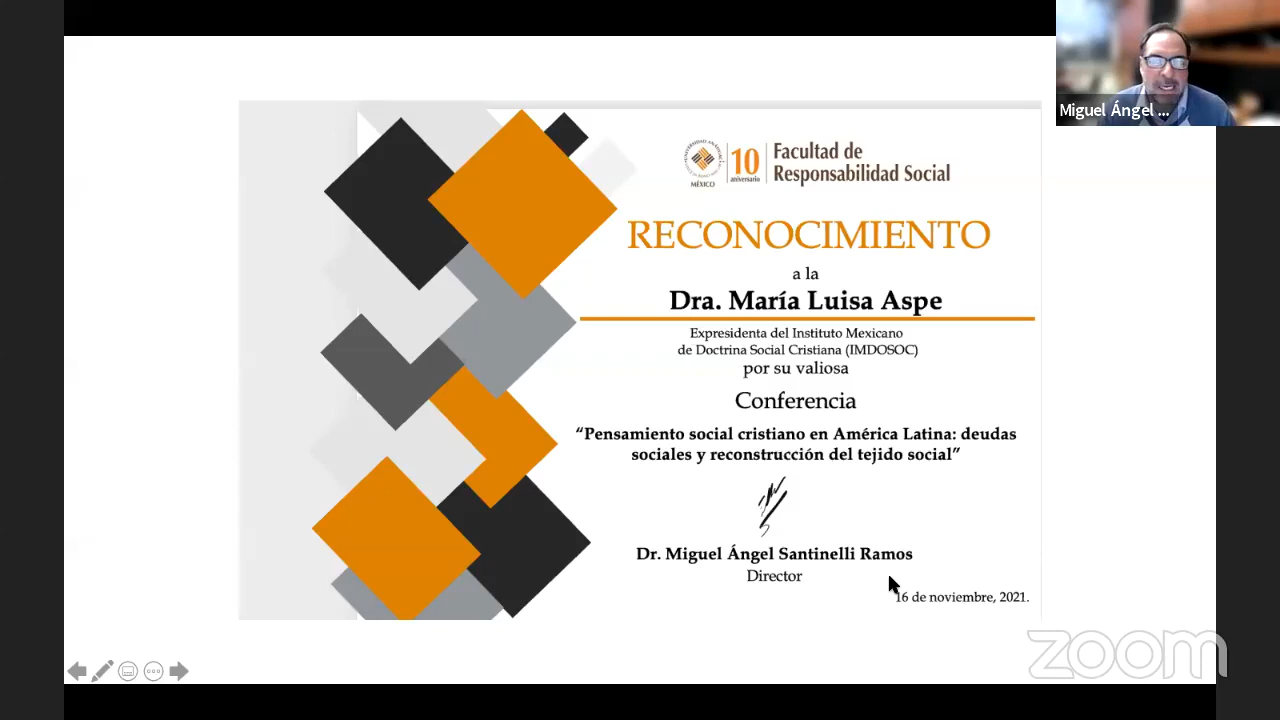 Miguel Ángel ...
10
aniversario
MÉXICO
Facultad de
Responsabilidad Social
RECONOCIMIENTO
a la
Dra. María Luisa Aspe
Expresidenta del Instituto Mexicano
de Doctrina Social Cristiana (IMDOSOC)
por su valiosa
Conferencia
“Pensamiento social cristiano en América Latina: deudas
sociales y reconstrucción del tejido social”
Dr. Miguel Ángel Santinelli Ramos
Director
16 de noviembre, 2021.
zoom